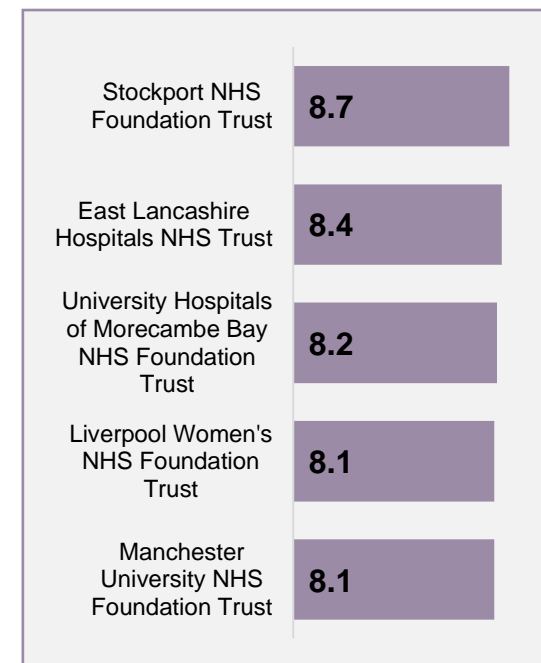 Stockport NHS
Foundation Trust
8.7
East Lancashire
Hospitals NHS Trust
8.4
University Hospitals
of Morecambe Bay
NHS Foundation
Trust
8.2
Liverpool Women's
NHS Foundation
Trust
8.1
Manchester
University NHS
Foundation Trust
8.1